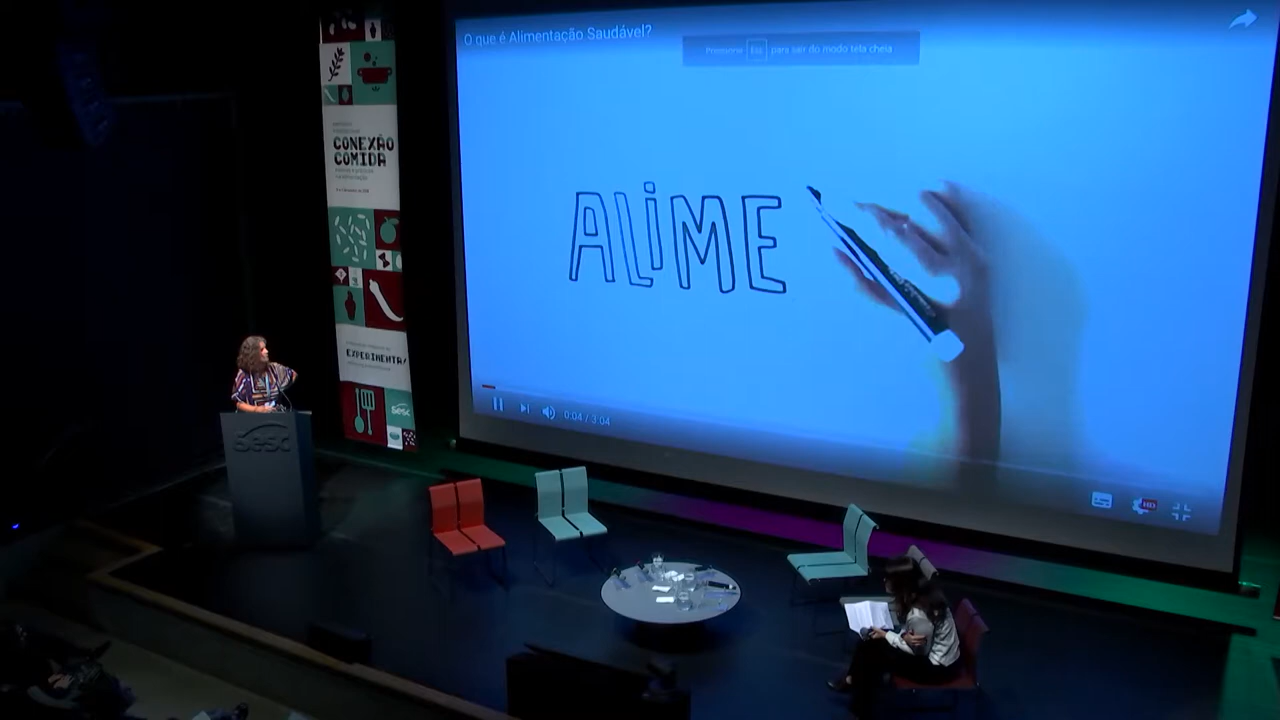 O que é Alimentação Saudável?
Pressione Esc para sair do modo tela cheia
ALiME
0:04 / 3:04
HD
CONEXÃO
COMIDA
EXPERIMENTA!
sesc
sesc